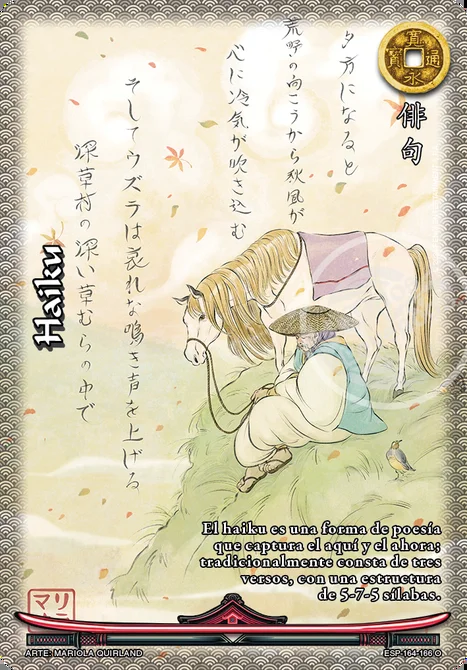 寛永通寳
俳句
夕方になると
荒野の向こうから秋風が
心に冷気が吹き込む
そしてウズラは哀れな鳴き声を上げる
深草村の深い草むらの中で
Haiku
El haiku es una forma de poesía
que captura el aquí y el ahora;
tradicionalmente consta de tres
versos, con una estructura
de 5-7-5 sílabas.
マリ
ARTE: MARIOLA QUIRLAND
ESP-164-166 O